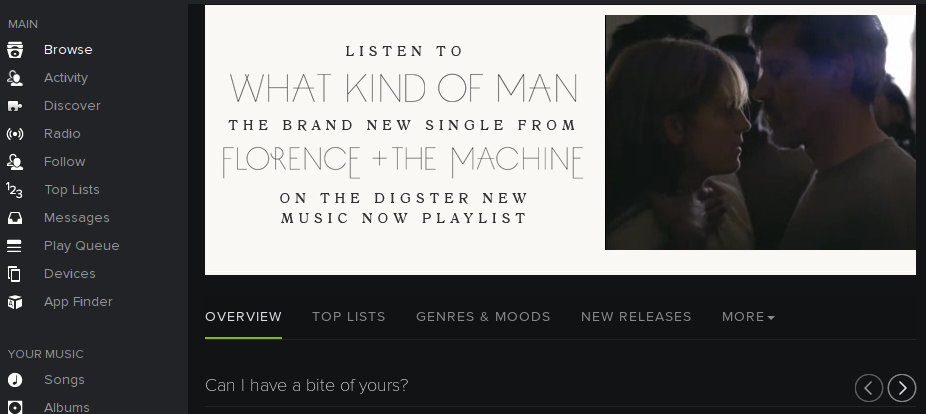 MAIN
Browse
Activity
Discover
Radio
Follow
Top Lists
Messages
Play Queue
Devices
App Finder
YOUR MUSIC
Songs
Albums
LISTEN TO
WHAT KIND OF MAN
THE BRAND NEW SINGLE FROM
FLORENCE + THE MACHINE
ON THE DIGSTER NEW
MUSIC NOW PLAYLIST
OVERVIEW TOP LISTS GENRES & MOODS NEW RELEASES MORE
Can I have a bite of yours?